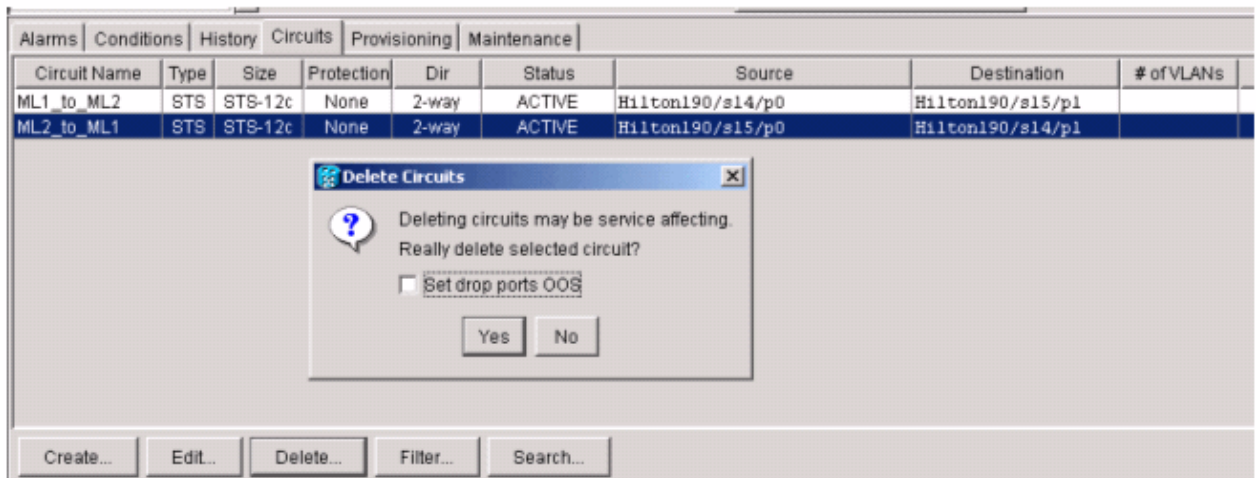 Alarms Conditions History Circuits Provisioning Maintenance
Circuit Name Type Size Protection Dir Status Source Destination # of VLANs
ML1_to_ML2 STS STS-12c None 2-way ACTIVE Hilton190/s14/p0 Hilton190/s15/p1
ML2_to_ML1 STS STS-12c None 2-way ACTIVE Hilton190/s15/p0 Hilton190/s14/p1
Delete Circuits
Deleting circuits may be service affecting.
Really delete selected circuit?
Set drop ports OOS
Yes No
Create... Edit... Delete... Filter... Search...